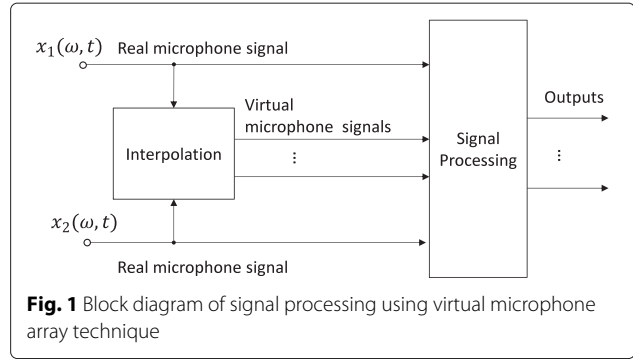 x₁(ω, t)
Real microphone signal
Interpolation
Virtual
microphone signals
⋮
Signal
Processing
Outputs
⋮
x₂(ω, t)
Real microphone signal
Fig. 1 Block diagram of signal processing using virtual microphone
array technique